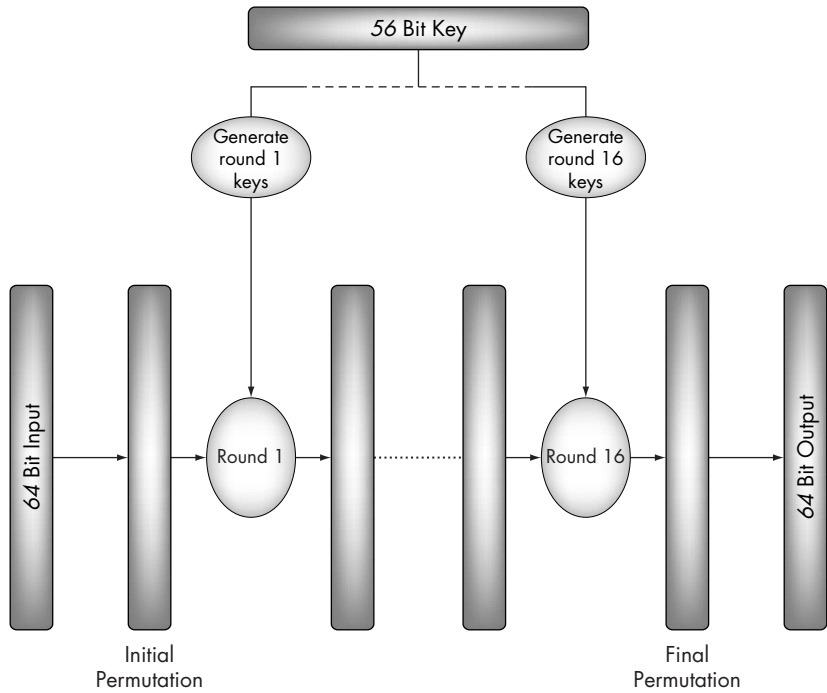 56 Bit Key
Generate
round 1
keys
Generate
round 16
keys
64 Bit Input
Round 1
Round 16
64 Bit Output
Initial
Permutation
Final
Permutation